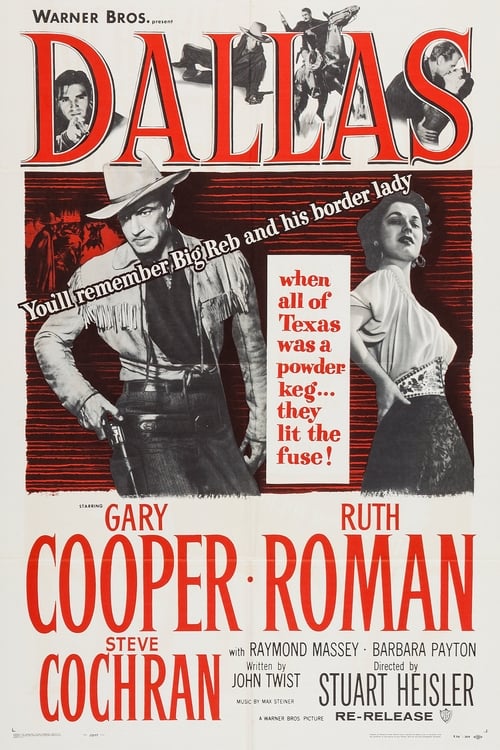 WARNER BROS. present
DALLAS
You'll remember Big Reb and his border lady
when
all of
Texas
was a
powder
keg...
they
lit the
fuse!
STARRING
GARY
COOPER · RUTH
ROMAN
STEVE
COCHRAN
with RAYMOND MASSEY · BARBARA PAYTON
Written by
JOHN TWIST
Directed by
STUART HEISLER
MUSIC BY MAX STEINER
A WARNER BROS. PICTURE
RE-RELEASE